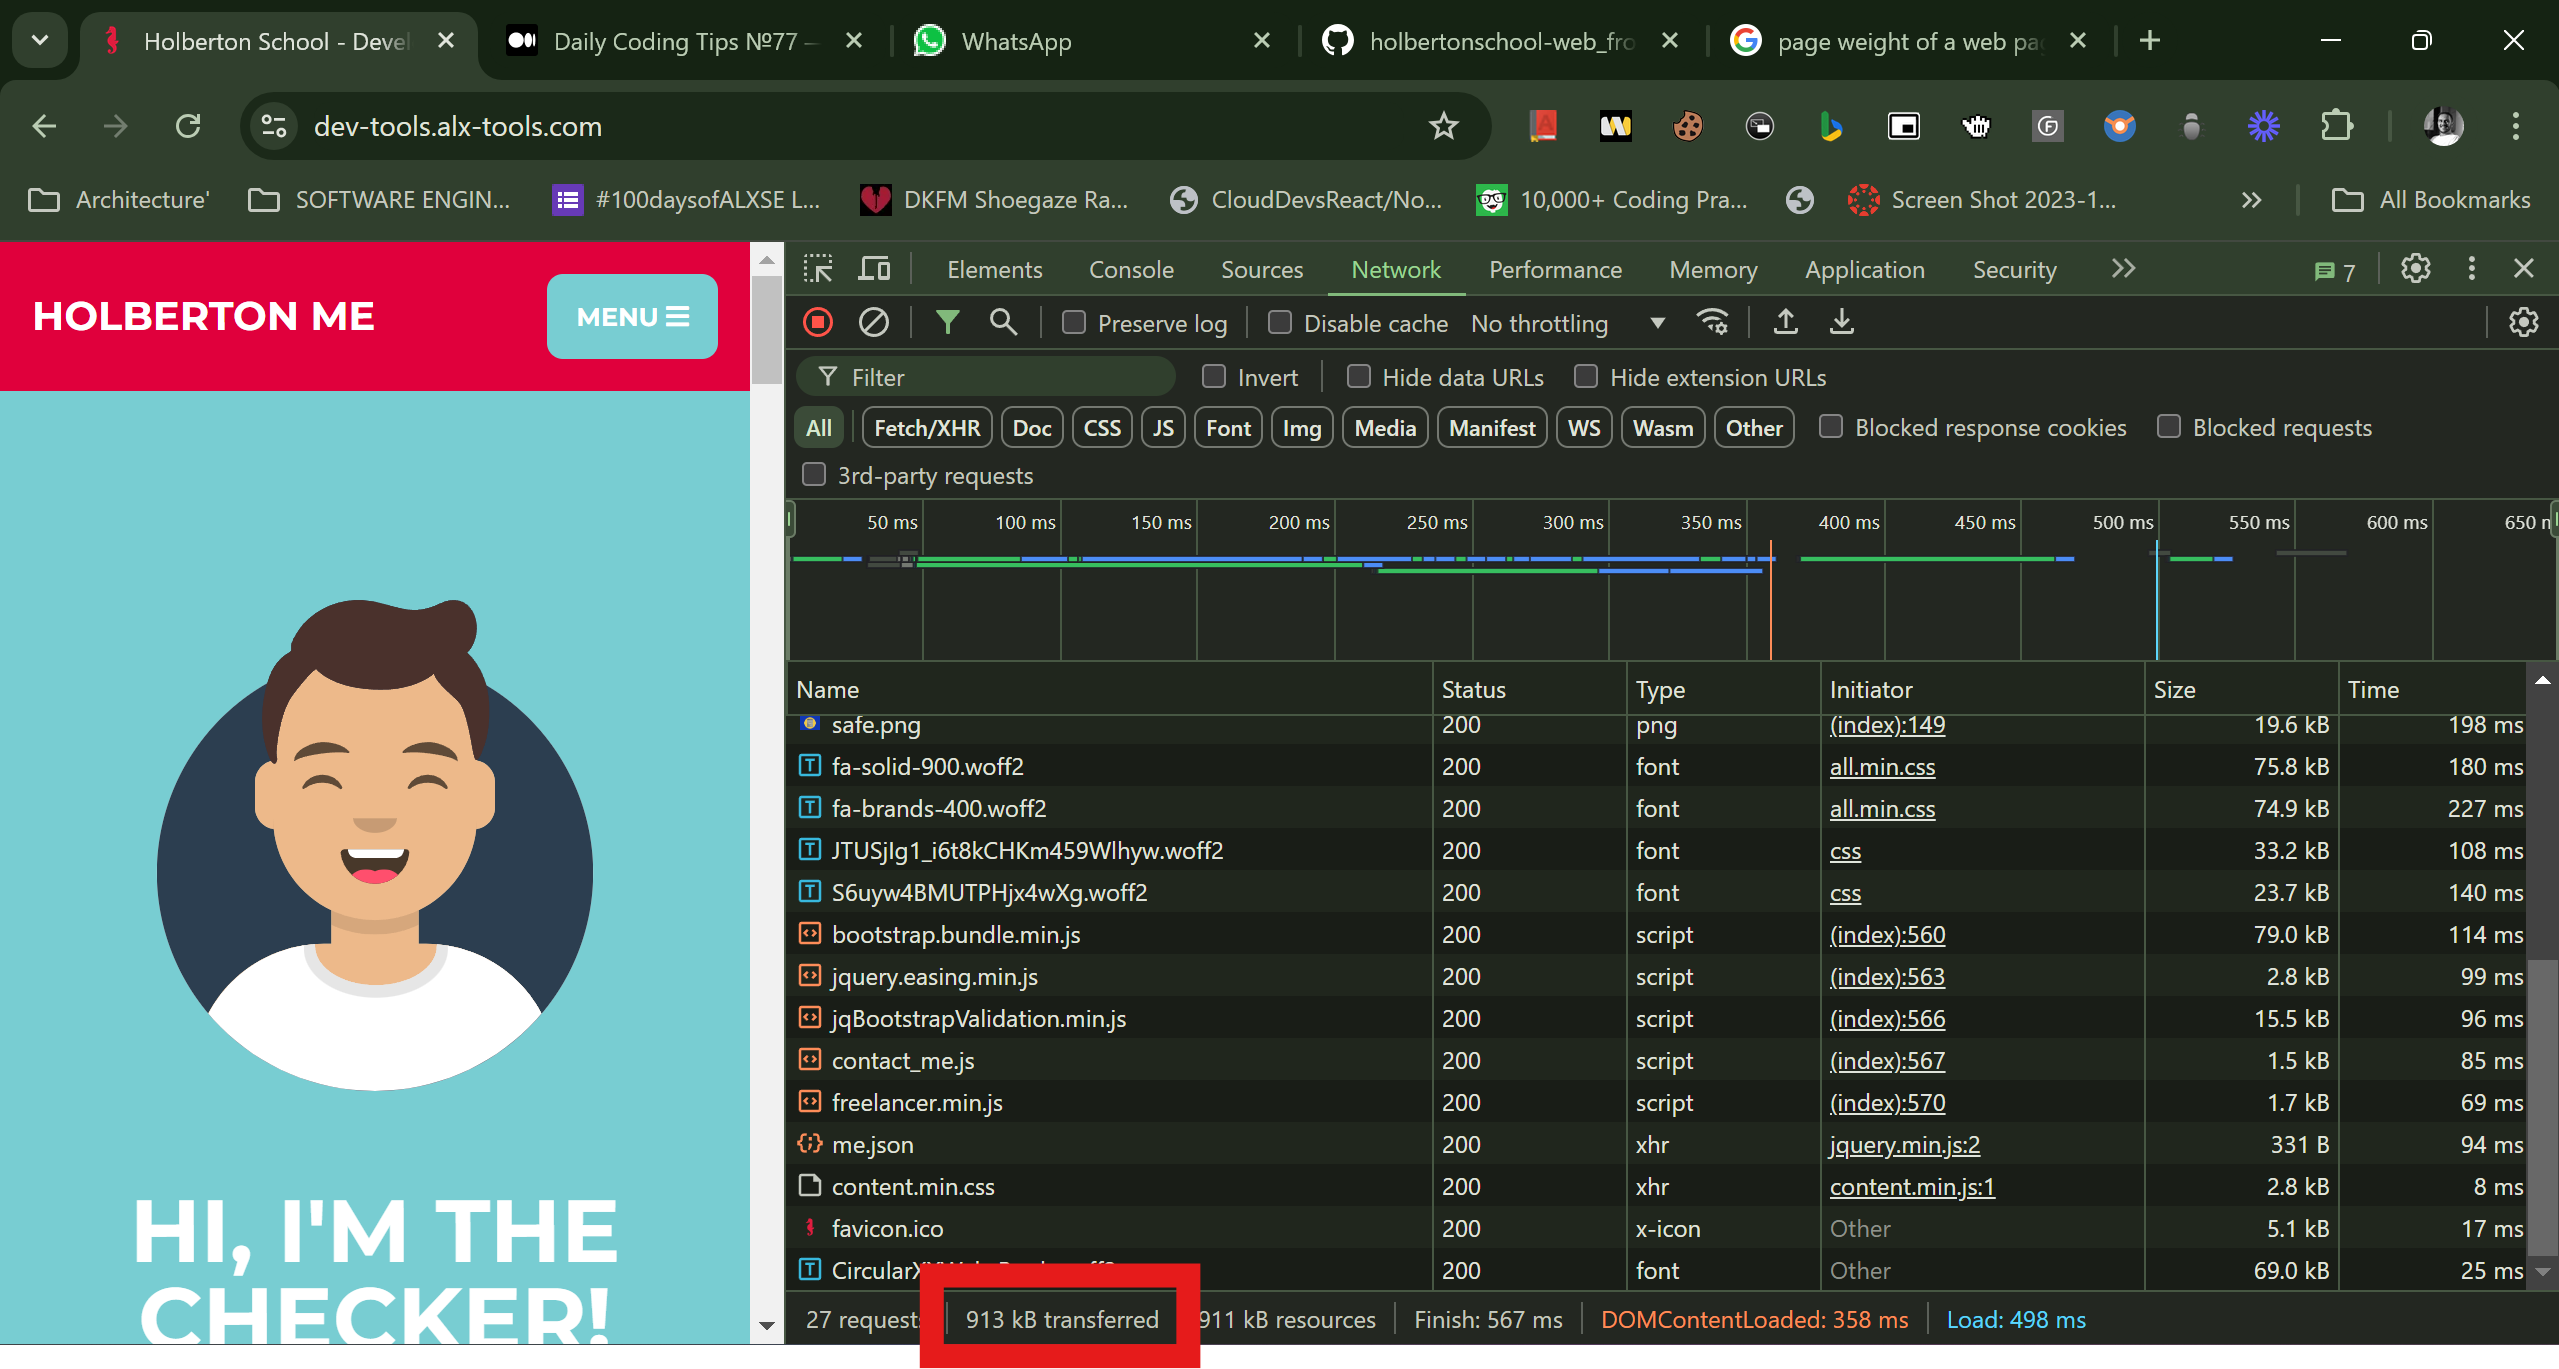 Holberton School - Devel
Daily Coding Tips №77 –
WhatsApp
holbertonschool-web_fro
page weight of a web pa
dev-tools.alx-tools.com
Architecture'
SOFTWARE ENGIN...
#100daysofALXSE L...
DKFM Shoegaze Ra...
CloudDevsReact/No...
10,000+ Coding Pra...
Screen Shot 2023-1...
All Bookmarks
HOLBERTON ME
MENU
HI, I'M THE
CHECKER!
Elements Console Sources Network Performance Memory Application Security 7
Preserve log Disable cache No throttling
Filter Invert Hide data URLs Hide extension URLs
All Fetch/XHR Doc CSS JS Font Img Media Manifest WS Wasm Other Blocked response cookies Blocked requests
3rd-party requests
50 ms 100 ms 150 ms 200 ms 250 ms 300 ms 350 ms 400 ms 450 ms 500 ms 550 ms 600 ms 650
Name Status Type Initiator Size Time
safe.png 200 png (index):149 19.6 kB 198 ms
fa-solid-900.woff2 200 font all.min.css 75.8 kB 180 ms
fa-brands-400.woff2 200 font all.min.css 74.9 kB 227 ms
JTUSjIg1_i6t8kCHKm459Wlhyw.woff2 200 font css 33.2 kB 108 ms
S6uyw4BMUTPHjx4wXg.woff2 200 font css 23.7 kB 140 ms
bootstrap.bundle.min.js 200 script (index):560 79.0 kB 114 ms
jquery.easing.min.js 200 script (index):563 2.8 kB 99 ms
jqBootstrapValidation.min.js 200 script (index):566 15.5 kB 96 ms
contact_me.js 200 script (index):567 1.5 kB 85 ms
freelancer.min.js 200 script (index):570 1.7 kB 69 ms
me.json 200 xhr jquery.min.js:2 331 B 94 ms
content.min.css 200 xhr content.min.js:1 2.8 kB 8 ms
favicon.ico 200 x-icon Other 5.1 kB 17 ms
200 font Other 69.0 kB 25 ms
27 requests 913 kB transferred 911 kB resources Finish: 567 ms DOMContentLoaded: 358 ms Load: 498 ms